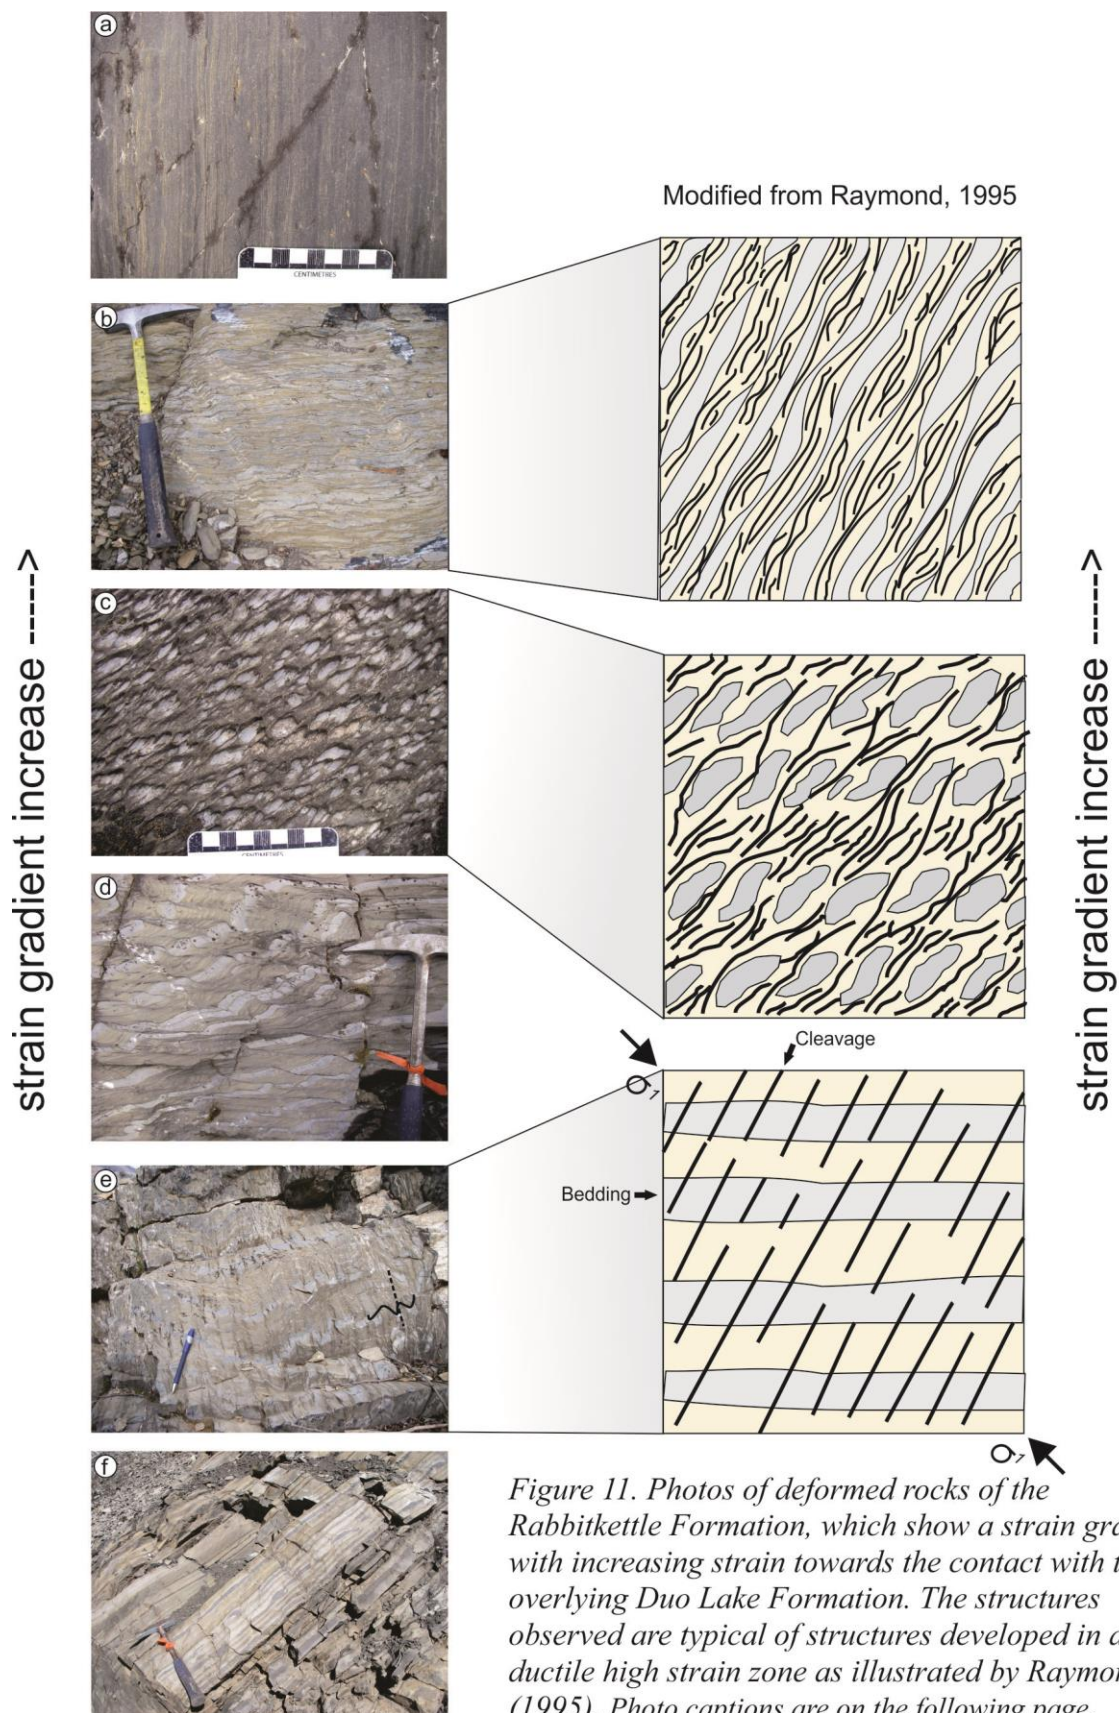 a
CENTIMETRES
Modified from Raymond, 1995
b
c
CENTIMETRES
d
strain gradient increase ----->
strain gradient increase ----->
Cleavage
σ1
Bedding
e
σ1
f
Figure 11. Photos of deformed rocks of the
Rabbitkettle Formation, which show a strain gra
with increasing strain towards the contact with t
overlying Duo Lake Formation. The structures
observed are typical of structures developed in a
ductile high strain zone as illustrated by Raymon
(1995). Photo captions are on the following page.